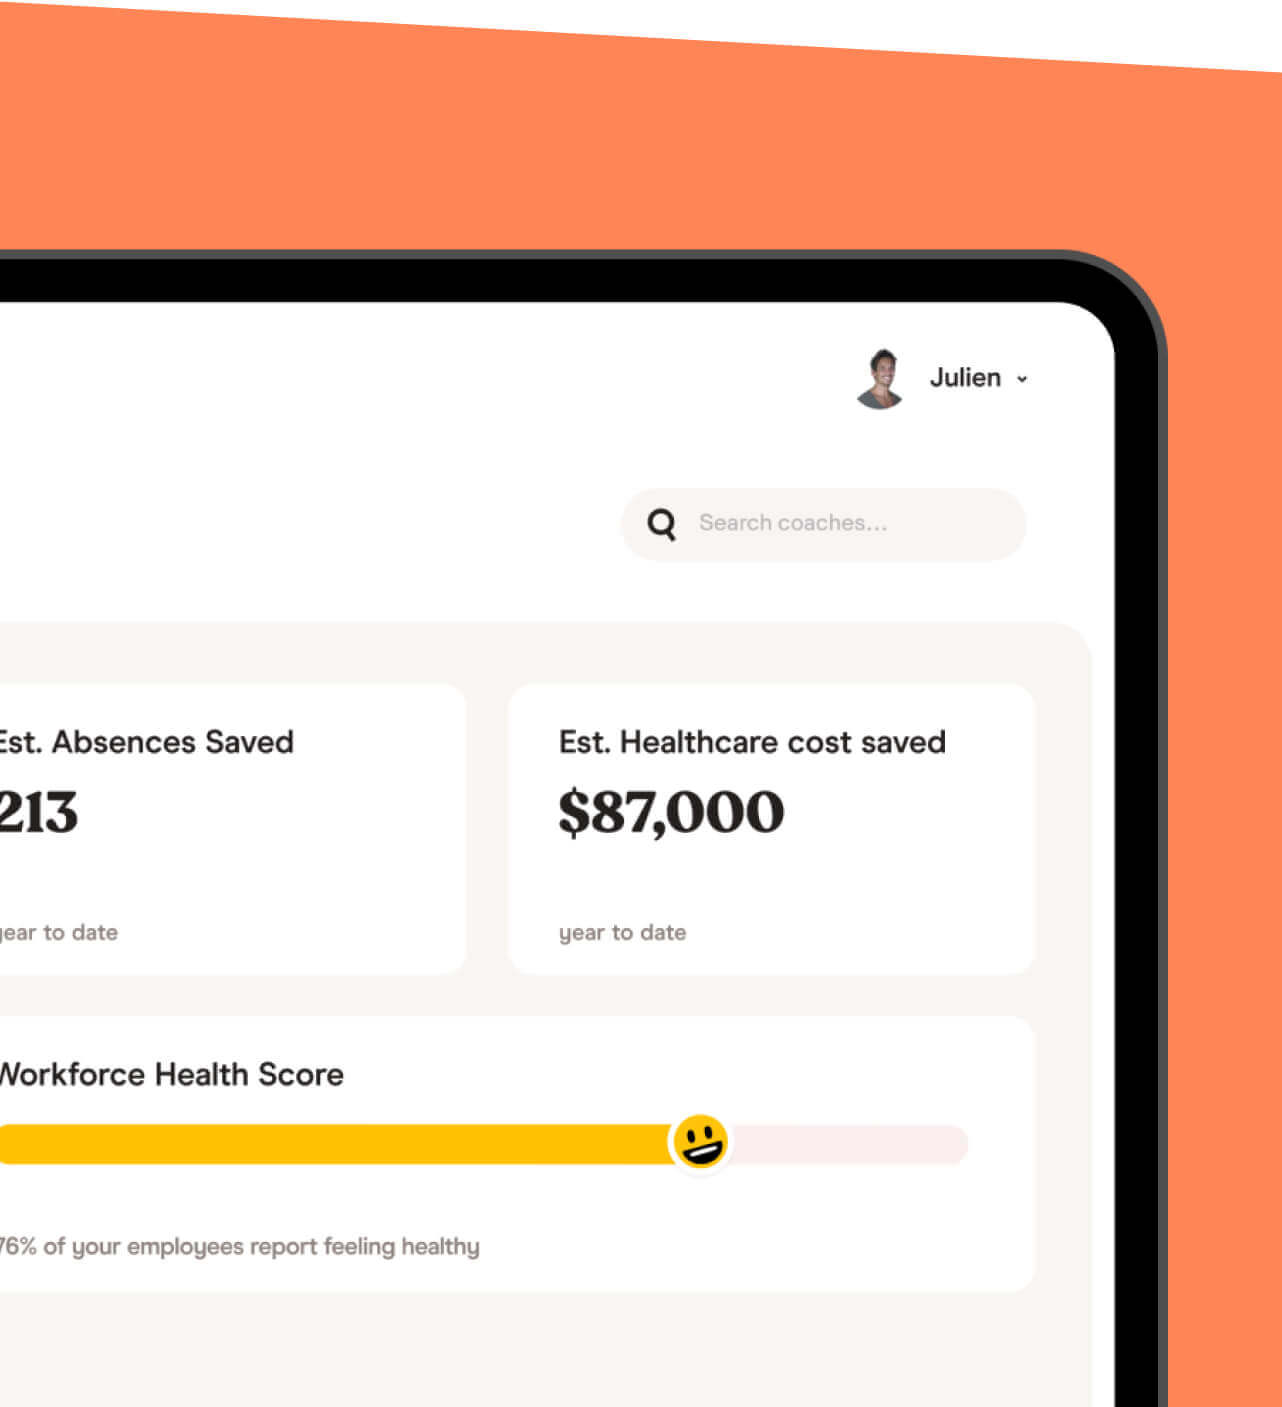 Julien
Search coaches...
Est. Absences Saved
213
year to date
Est. Healthcare cost saved
$87,000
year to date
Workforce Health Score
76% of your employees report feeling healthy